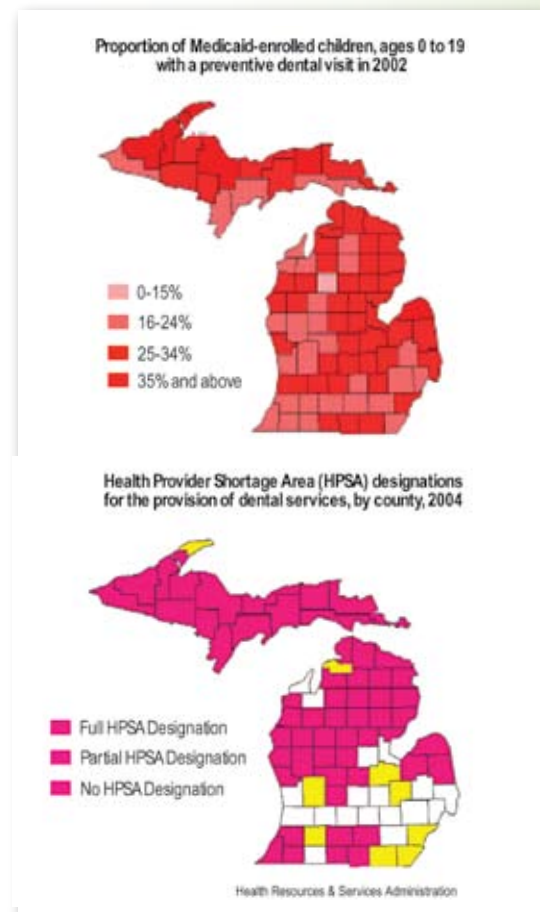 Proportion of Medicaid-enrolled children, ages 0 to 19
with a preventive dental visit in 2002
0-15%
16-24%
25-34%
35% and above
Health Provider Shortage Area (HPSA) designations
for the provision of dental services, by county, 2004
Full HPSA Designation
Partial HPSA Designation
No HPSA Designation
Health Resources & Services Administration